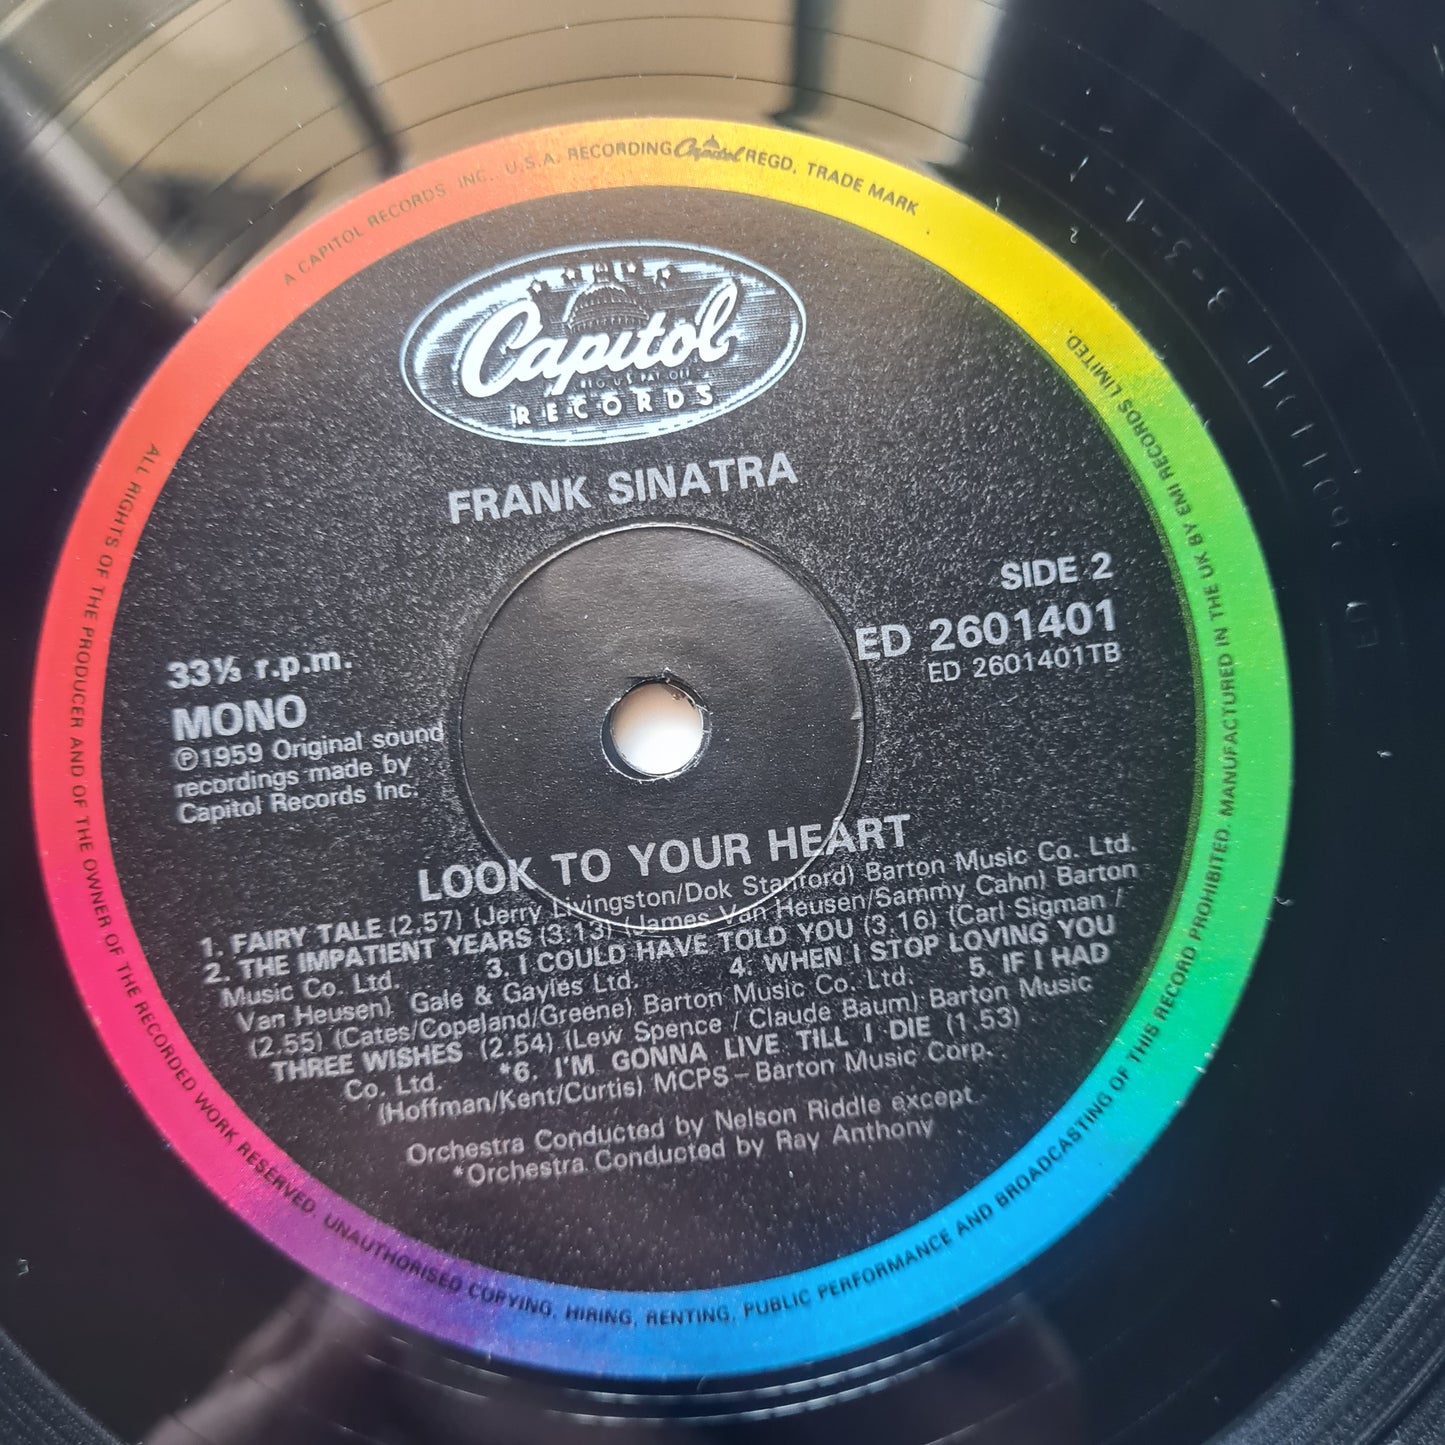 A CAPITOL RECORDS, INC., U.S.A. RECORDING Capitol REGD. TRADE MARK
Capitol
RECORDS
FRANK SINATRA
SIDE 2
ED 2601401
ED 2601401TB
33⅓ r.p.m.
MONO
℗1959 Original sound
recordings made by
Capitol Records Inc.
LOOK TO YOUR HEART
1. FAIRY TALE (2.57) (Jerry Livingston/Dok Stanford) Barton Music Co. Ltd.
2. THE IMPATIENT YEARS (3.13) (James Van Heusen/Sammy Cahn) Barton
Music Co. Ltd. 3. I COULD HAVE TOLD YOU (3.16) (Carl Sigman /
Van Heusen) Gale & Gayles Ltd. 4. WHEN I STOP LOVING YOU
(2.55) (Cates/Copeland/Greene) Barton Music Co. Ltd. 5. IF I HAD
THREE WISHES (2.54) (Lew Spence / Claude Baum) Barton Music
Co. Ltd. *6. I'M GONNA LIVE TILL I DIE (1.53)
(Hoffman/Kent/Curtis) MCPS – Barton Music Corp.
Orchestra Conducted by Nelson Riddle except
*Orchestra Conducted by Ray Anthony
ALL RIGHTS OF THE PRODUCER AND OF THE OWNER OF THE RECORDED WORK RESERVED. UNAUTHORISED COPYING, HIRING, RENTING, PUBLIC PERFORMANCE AND BROADCASTING OF THIS RECORD PROHIBITED. MANUFACTURED IN THE UK BY EMI RECORDS LIMITED.